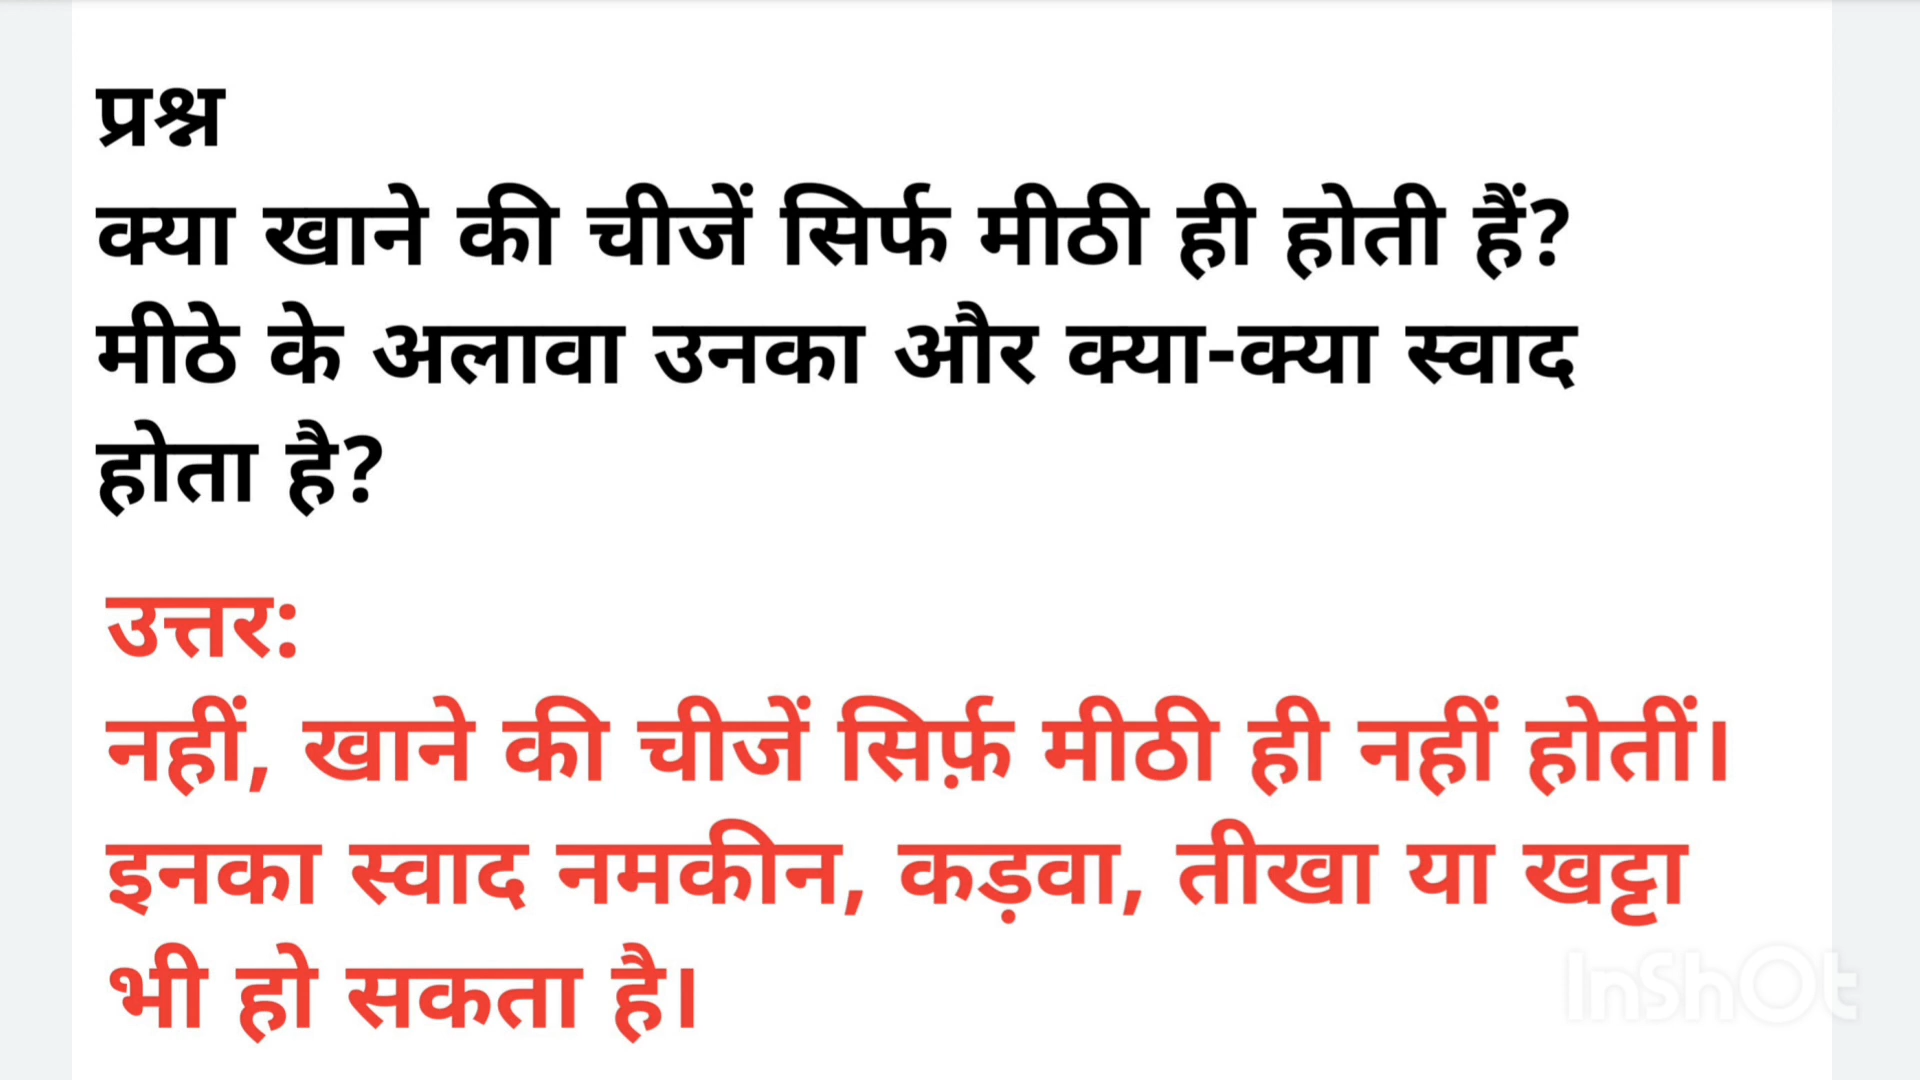 प्रश्न
क्या खाने की चीजें सिर्फ मीठी ही होती हैं?
मीठे के अलावा उनका और क्या-क्या स्वाद
होता है?
उत्तर:
नहीं, खाने की चीजें सिर्फ़ मीठी ही नहीं होतीं।
इनका स्वाद नमकीन, कड़वा, तीखा या खट्टा
भी हो सकता है।
InShOt